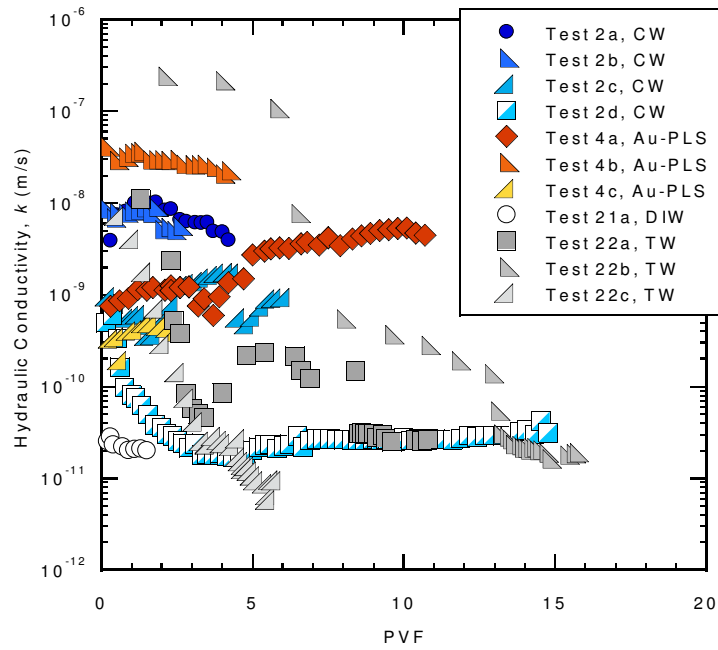 10⁻⁶
10⁻⁷
10⁻⁸
10⁻⁹
10⁻¹⁰
10⁻¹¹
10⁻¹²
Hydraulic Conductivity, k (m/s)
0 5 10 15 20
PVF
Test 2a, CW
Test 2b, CW
Test 2c, CW
Test 2d, CW
Test 4a, Au-PLS
Test 4b, Au-PLS
Test 4c, Au-PLS
Test 21a, DIW
Test 22a, TW
Test 22b, TW
Test 22c, TW